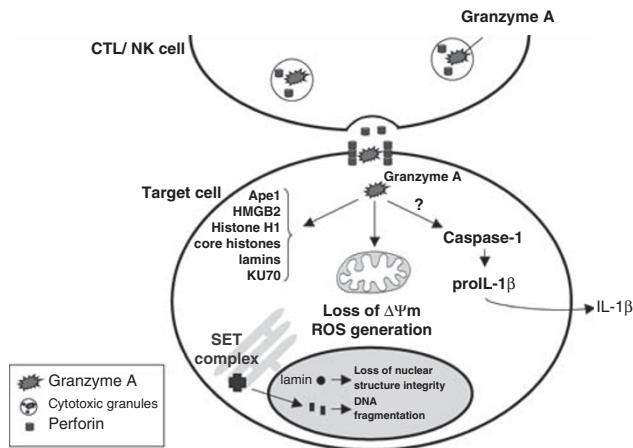 Granzyme A
CTL/ NK cell
Granzyme A
Target cell
Ape1
HMGB2
Histone H1
core histones
lamins
KU70
?
Caspase-1
proIL-1β
IL-1β
Loss of ΔΨm
ROS generation
SET
complex
lamin
Loss of nuclear
structure integrity
DNA
fragmentation
Granzyme A
Cytotoxic granules
Perforin